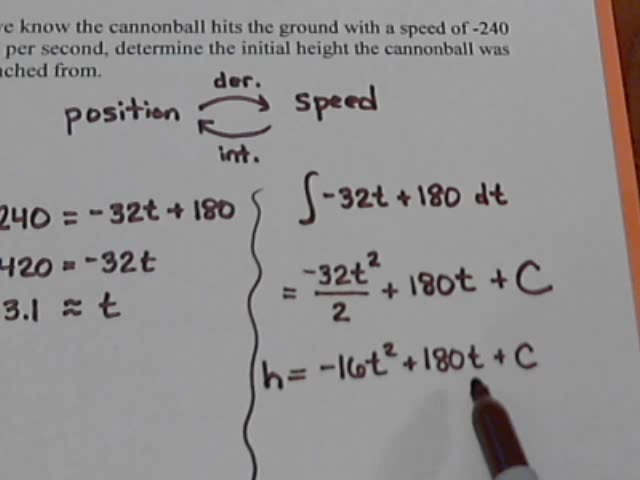 know the cannonball hits the ground with a speed of -240
per second, determine the initial height the cannonball was
from.
der.
position speed
int.
240 = -32t + 180
420 = -32t
3.1 ≈ t
∫-32t + 180 dt
= -32t²/2 + 180t + C
h = -16t² + 180t + C